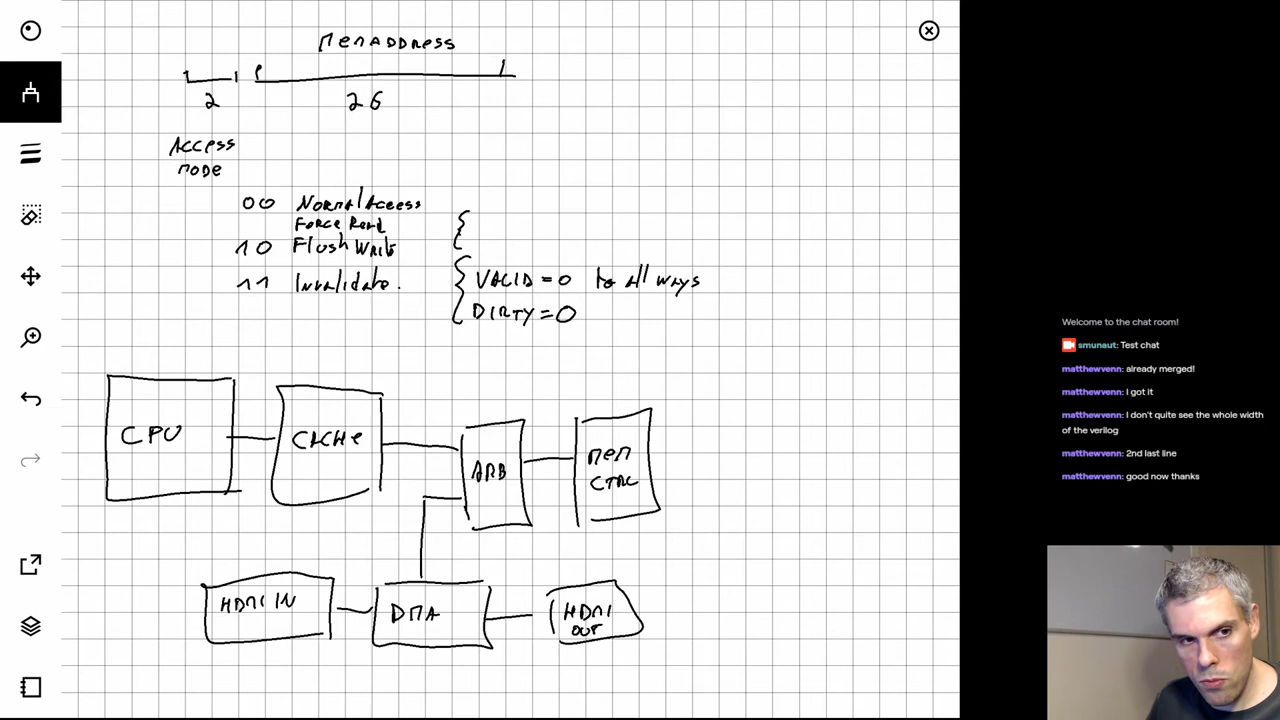 MEMADDRESS
2
26
ACCESS
MODE
00 Normal Access
Force Read
10 Flush Write
11 Invalidate.
VALID = 0 to all ways
DIRTY = 0
CPU
CACHE
ARB
MEM
CTRL
HDMI IN
DMA
HDMI
OUT
Welcome to the chat room!
smunaut: Test chat
matthewvenn: already merged!
matthewvenn: I got it
matthewvenn: I don't quite see the whole width
of the verilog
matthewvenn: 2nd last line
matthewvenn: good now thanks